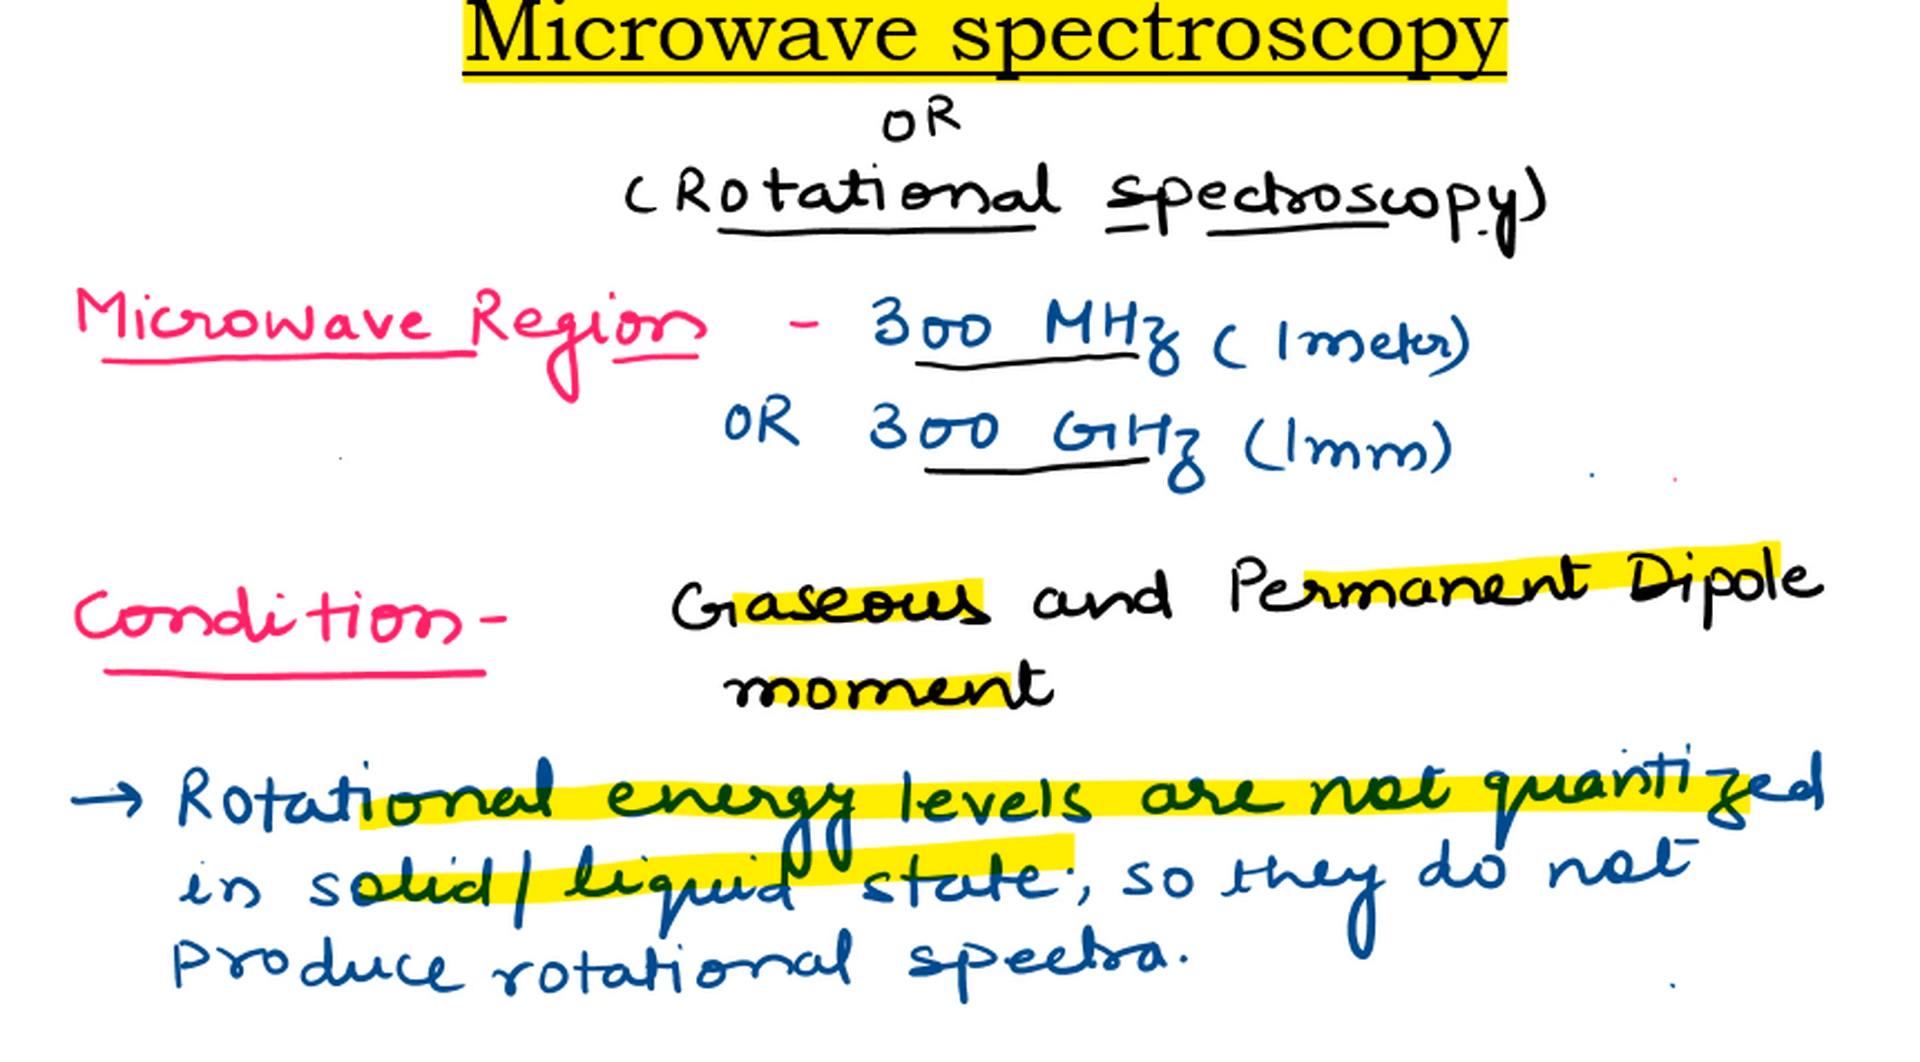 Microwave spectroscopy
OR
(Rotational spectroscopy)
Microwave Region - 300 MHz (1meter)
OR 300 GHz (1mm)
Condition - Gaseous and Permanent Dipole
moment
→ Rotational energy levels are not quantized
in solid/liquid state, so they do not
produce rotational spectra.